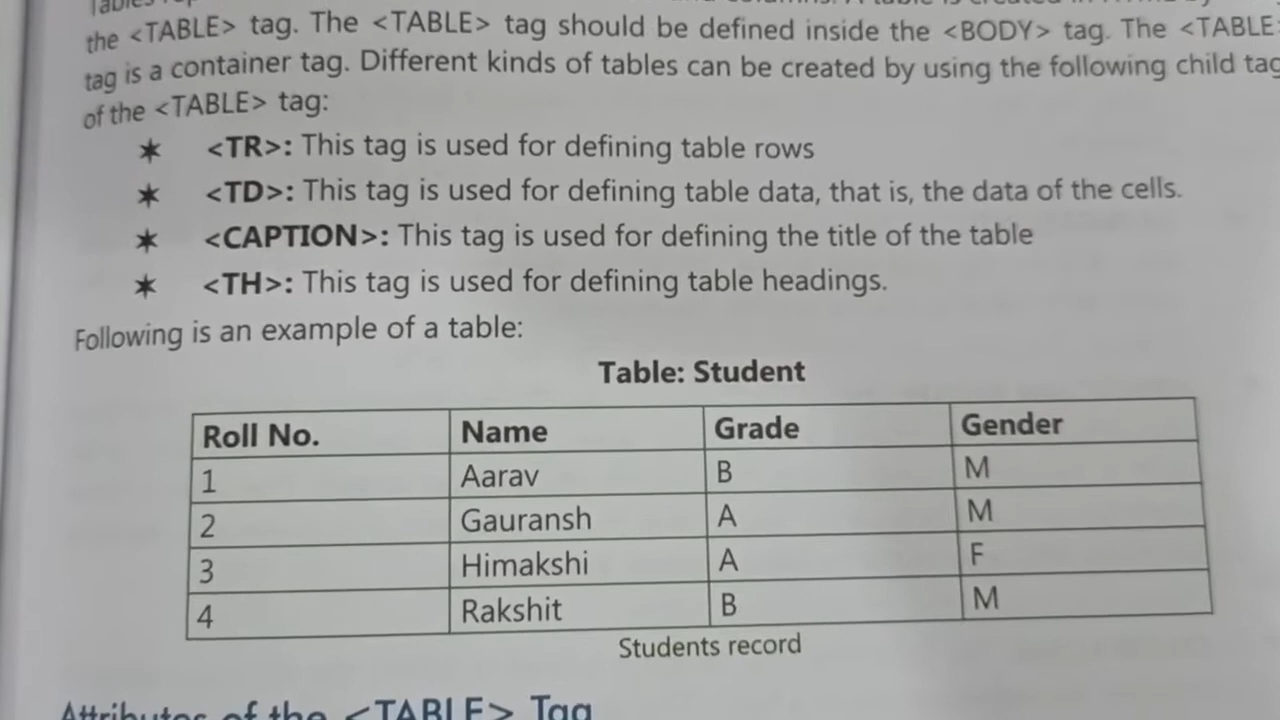 the <TABLE> tag. The <TABLE> tag should be defined inside the <BODY> tag. The <TABLE
tag is a container tag. Different kinds of tables can be created by using the following child tag
of the <TABLE> tag:
✶ <TR>: This tag is used for defining table rows
✶ <TD>: This tag is used for defining table data, that is, the data of the cells.
✶ <CAPTION>: This tag is used for defining the title of the table
✶ <TH>: This tag is used for defining table headings.
Following is an example of a table:
Table: Student
Roll No. Name Grade Gender
1 Aarav B M
2 Gauransh A M
3 Himakshi A F
4 Rakshit B M
Students record
Attributes of the <TABLE> Tag